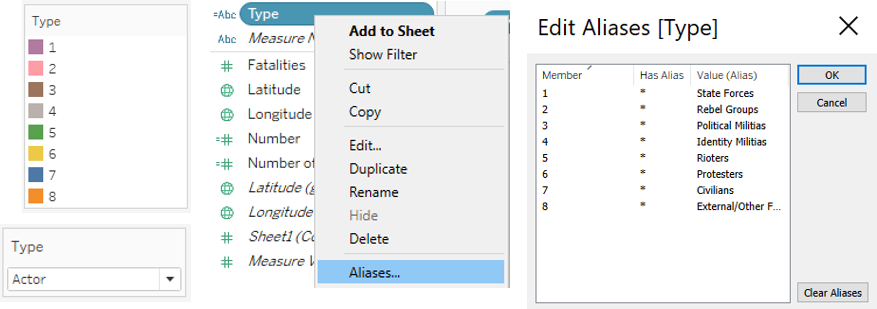 Type
1
2
3
4
5
6
7
8
Type
Actor
=Abc Type
Abc Measure N
# Fatalities
Latitude
Longitude
=# Number
=# Number of
Latitude (g
Longitude
# Sheet1 (Co
# Measure V
Add to Sheet
Show Filter
Cut
Copy
Edit...
Duplicate
Rename
Hide
Delete
Aliases...
Edit Aliases [Type]
Member Has Alias Value (Alias)
1 * State Forces
2 * Rebel Groups
3 * Political Militias
4 * Identity Militias
5 * Rioters
6 * Protesters
7 * Civilians
8 * External/Other F...
OK
Cancel
Clear Aliases